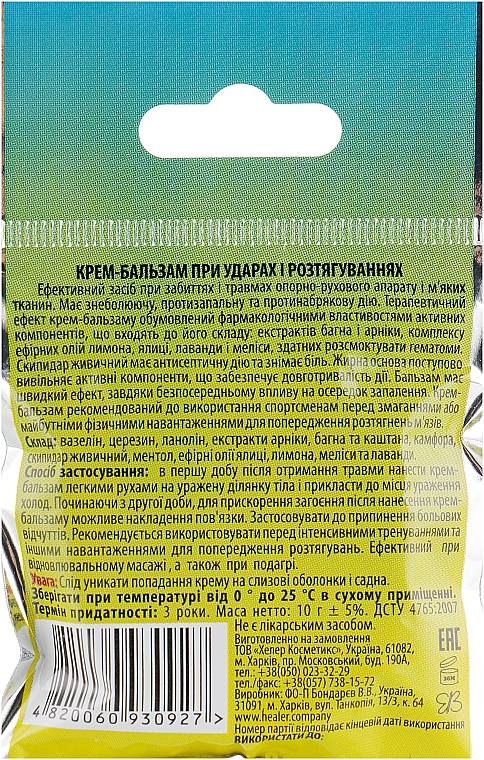 КРЕМ-БАЛЬЗАМ ПРИ УДАРАХ І РОЗТЯГУВАННЯХ
Ефективний засіб при забиттях і травмах опорно-рухового апарату і м'яких
тканин. Має знеболюючу, протизапальну та протинабрякову дію. Терапевтичний
ефект крем-бальзаму обумовлений фармакологічними властивостями активних
компонентів, що входять до його складу: екстрактів багна і арніки, комплексу
ефірних олій лимона, ялиці, лаванди і меліси, здатних розсмоктувати гематоми.
Скипидар живичний має антисептичну дію та знімає біль. Жирна основа поступово
вивільняє активні компоненти, що забезпечує довготривалість дії. Бальзам має
швидкий ефект, завдяки безпосередньому впливу на осередок запалення. Крем-
бальзам рекомендований до використання спортсменам перед змаганнями або
майбутніми фізичними навантаженнями для попередження розтягнень м'язів.
Склад: вазелін, церезин, ланолін, екстракти арніки, багна та каштана, камфора,
скипидар живичний, ментол, ефірні олії ялиці, лимона, меліси та лаванди.
Спосіб застосування: в першу добу після отримання травми нанести крем-
бальзам легкими рухами на уражену ділянку тіла і прикласти до місця ураження
холод. Починаючи з другої доби, для прискорення загоєння після нанесення крем-
бальзаму можливе накладення пов'язки. Застосовувати до припинення больових
відчуттів. Рекомендується використовувати перед інтенсивними тренуваннями та
іншими навантаженнями для попередження розтягувань. Ефективний при
відновлювальному масажі, а також при подагрі.
Увага: Слід уникати попадання крему на слизові оболонки і садна.
Зберігати при температурі від 0 ° до 25 °С в сухому приміщенні.
Термін придатності: 3 роки. Маса нетто: 10 г ± 5%. ДСТУ 4765:2007
Не є лікарським засобом.
Виготовлено на замовлення
ТОВ «Хелер Косметикс», Україна, 61082,
м. Харків, пр. Московський, буд. 190А,
тел.: +38(050) 023-32-29
тел./факс: +38(057) 738-15-72
Виробник: ФО-П Бондарєв В.В., Україна,
31091, м. Харків, вул. Танкопія, 13/3, к. 64
www.healer.company
Номер партії відповідає кінцевій даті використання
ВИКОРИСТАТИ ДО:
EAC
36M
4 820060 930927 >